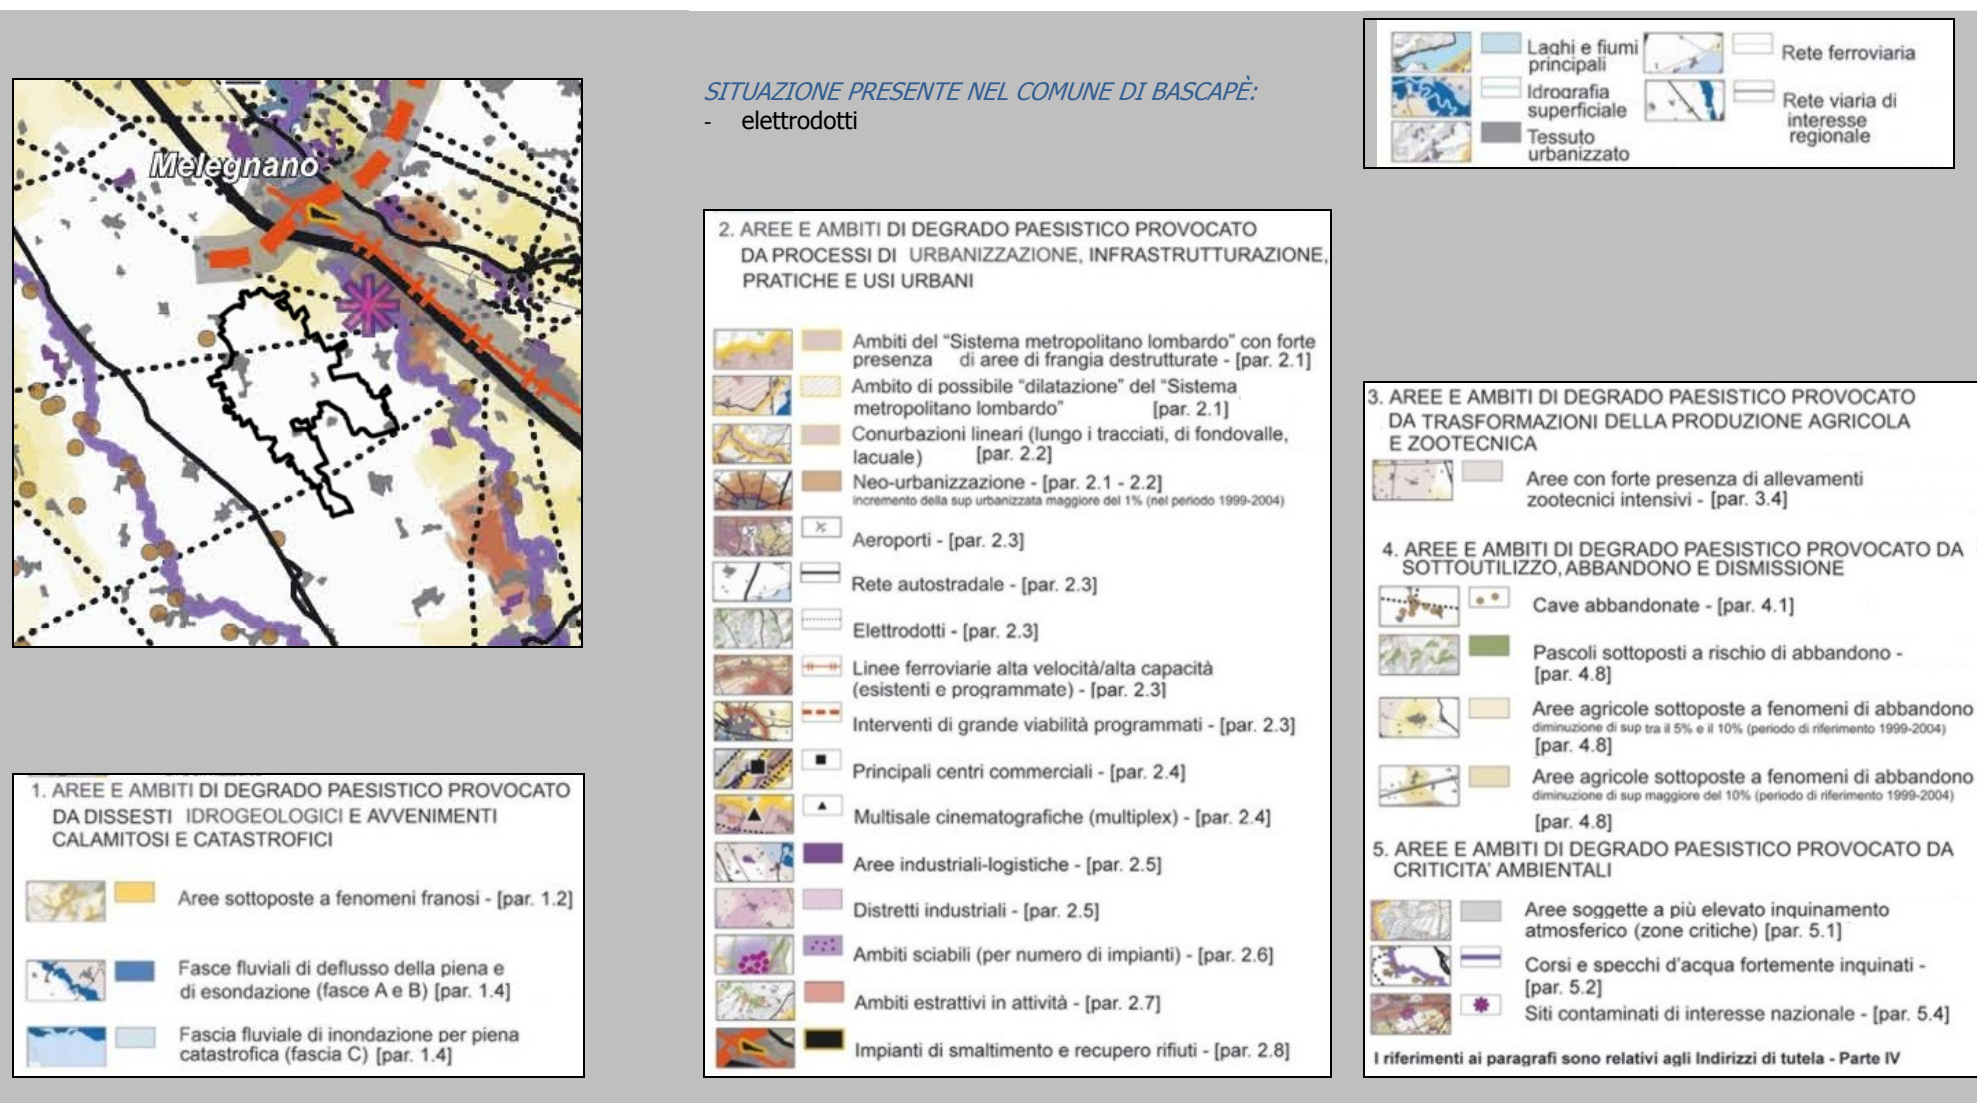 Melegnano
1. AREE E AMBITI DI DEGRADO PAESISTICO PROVOCATO
DA DISSESTI IDROGEOLOGICI E AVVENIMENTI
CALAMITOSI E CATASTROFICI
Aree sottoposte a fenomeni franosi - [par. 1.2]
Fasce fluviali di deflusso della piena e
di esondazione (fasce A e B) [par. 1.4]
Fascia fluviale di inondazione per piena
catastrofica (fascia C) [par. 1.4]
SITUAZIONE PRESENTE NEL COMUNE DI BASCAPÈ:
- elettrodotti
2. AREE E AMBITI DI DEGRADO PAESISTICO PROVOCATO
DA PROCESSI DI URBANIZZAZIONE, INFRASTRUTTURAZIONE,
PRATICHE E USI URBANI
Ambiti del “Sistema metropolitano lombardo” con forte
presenza di aree di frangia destrutturate - [par. 2.1]
Ambito di possibile “dilatazione” del “Sistema
metropolitano lombardo” [par. 2.1]
Conurbazioni lineari (lungo i tracciati, di fondovalle,
lacuale) [par. 2.2]
Neo-urbanizzazione - [par. 2.1 - 2.2]
incremento della sup urbanizzata maggiore del 1% (nel periodo 1999-2004)
Aeroporti - [par. 2.3]
Rete autostradale - [par. 2.3]
Elettrodotti - [par. 2.3]
Linee ferroviarie alta velocità/alta capacità
(esistenti e programmate) - [par. 2.3]
Interventi di grande viabilità programmati - [par. 2.3]
Principali centri commerciali - [par. 2.4]
Multisale cinematografiche (multiplex) - [par. 2.4]
Aree industriali-logistiche - [par. 2.5]
Distretti industriali - [par. 2.5]
Ambiti sciabili (per numero di impianti) - [par. 2.6]
Ambiti estrattivi in attività - [par. 2.7]
Impianti di smaltimento e recupero rifiuti - [par. 2.8]
Laghi e fiumi
principali
Idrografia
superficiale
Tessuto
urbanizzato
Rete ferroviaria
Rete viaria di
interesse
regionale
3. AREE E AMBITI DI DEGRADO PAESISTICO PROVOCATO
DA TRASFORMAZIONI DELLA PRODUZIONE AGRICOLA
E ZOOTECNICA
Aree con forte presenza di allevamenti
zootecnici intensivi - [par. 3.4]
4. AREE E AMBITI DI DEGRADO PAESISTICO PROVOCATO DA
SOTTOUTILIZZO, ABBANDONO E DISMISSIONE
Cave abbandonate - [par. 4.1]
Pascoli sottoposti a rischio di abbandono -
[par. 4.8]
Aree agricole sottoposte a fenomeni di abbandono
diminuzione di sup tra il 5% e il 10% (periodo di riferimento 1999-2004)
[par. 4.8]
Aree agricole sottoposte a fenomeni di abbandono
diminuzione di sup maggiore del 10% (periodo di riferimento 1999-2004)
[par. 4.8]
5. AREE E AMBITI DI DEGRADO PAESISTICO PROVOCATO DA
CRITICITA’ AMBIENTALI
Aree soggette a più elevato inquinamento
atmosferico (zone critiche) [par. 5.1]
Corsi e specchi d’acqua fortemente inquinati -
[par. 5.2]
Siti contaminati di interesse nazionale - [par. 5.4]
I riferimenti ai paragrafi sono relativi agli Indirizzi di tutela - Parte IV